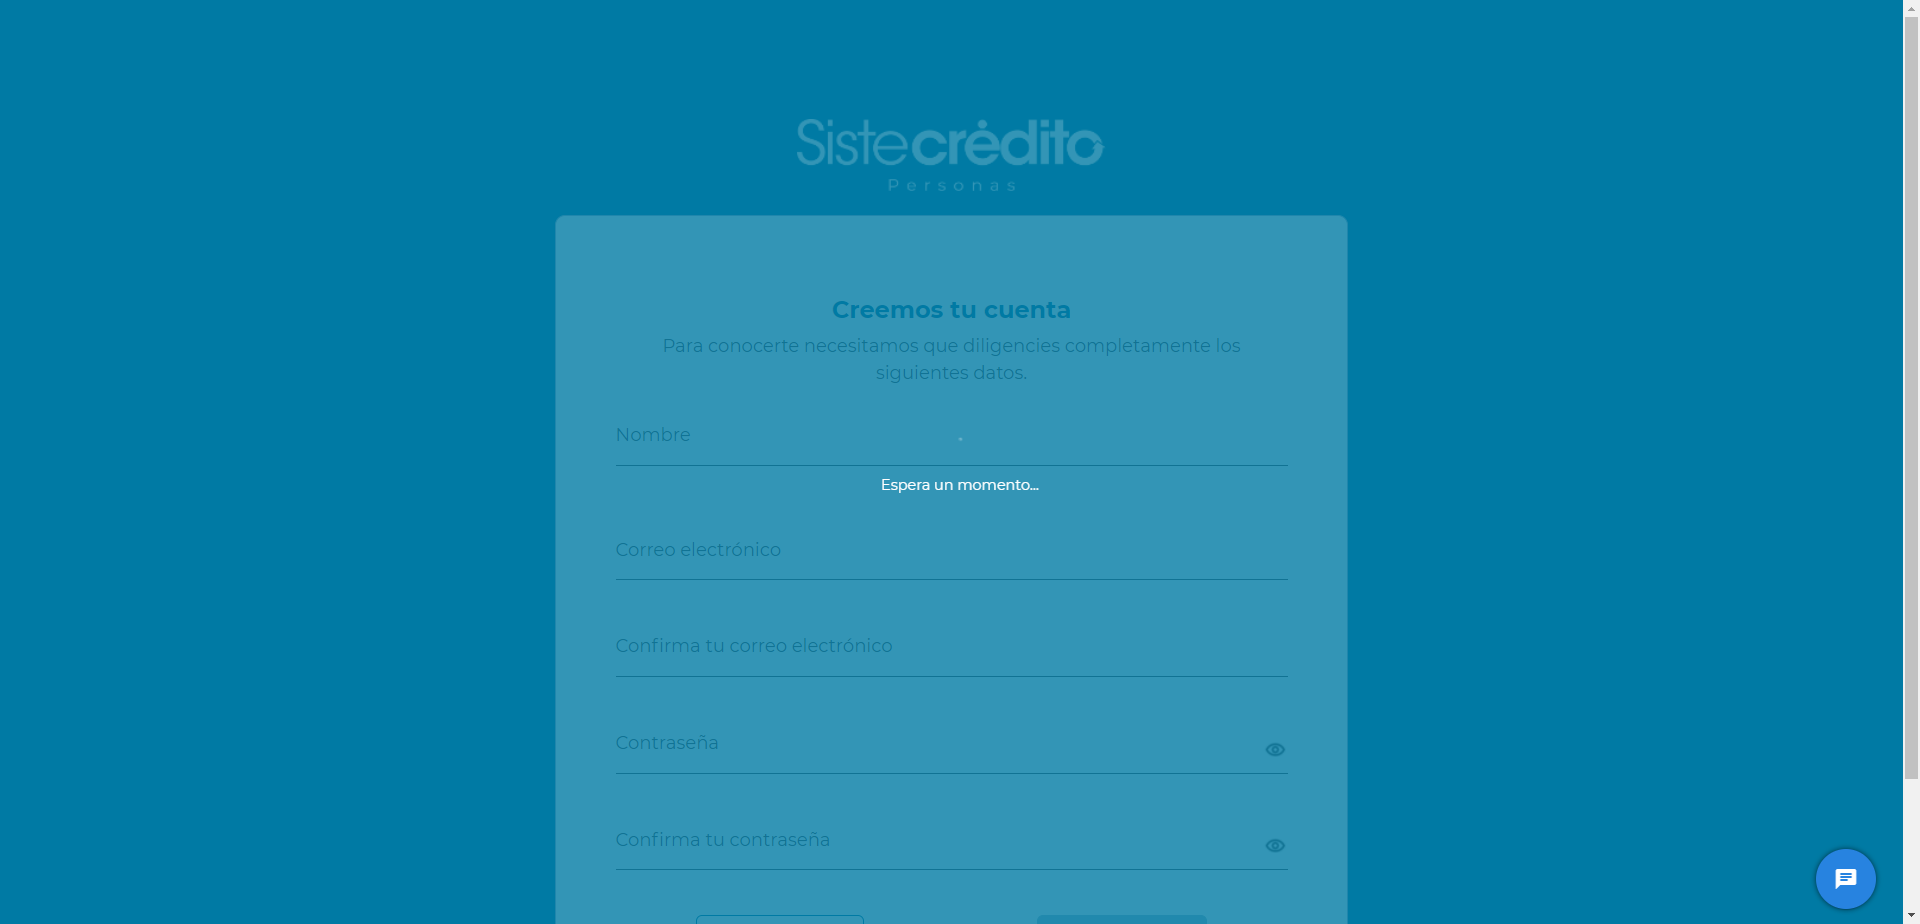 Sistecrédito
Personas
Creemos tu cuenta
Para conocerte necesitamos que diligencies completamente los
siguientes datos.
Nombre
Espera un momento...
Correo electrónico
Confirma tu correo electrónico
Contraseña
Confirma tu contraseña